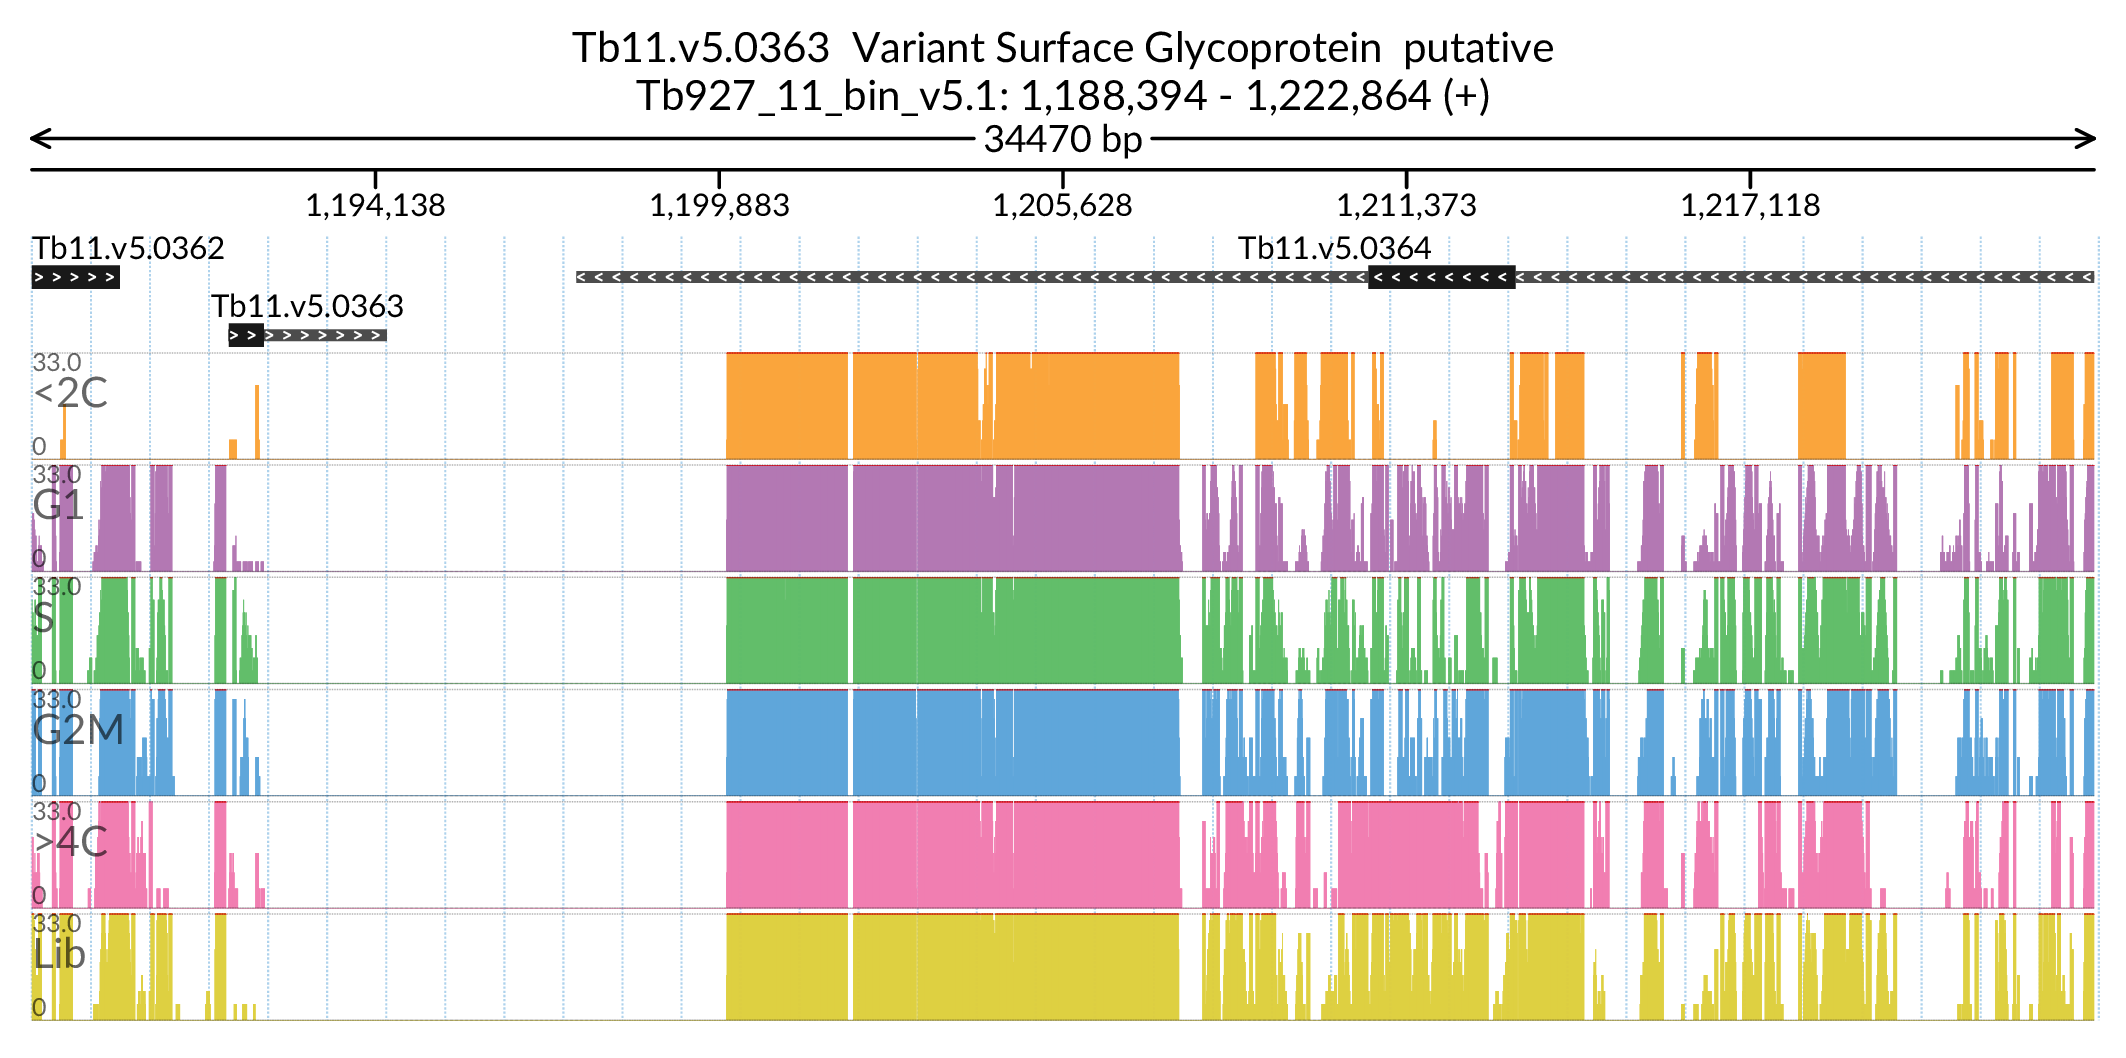 Tb11.v5.0363 Variant Surface Glycoprotein putative
Tb927_11_bin_v5.1: 1,188,394 - 1,222,864 (+)
34470 bp
1,194,138 1,199,883 1,205,628 1,211,373 1,217,118
Tb11.v5.0362 Tb11.v5.0364
Tb11.v5.0363
33.0
<2C
0
33.0
G1
0
33.0
S
0
33.0
G2M
0
33.0
>4C
0
33.0
Lib
0